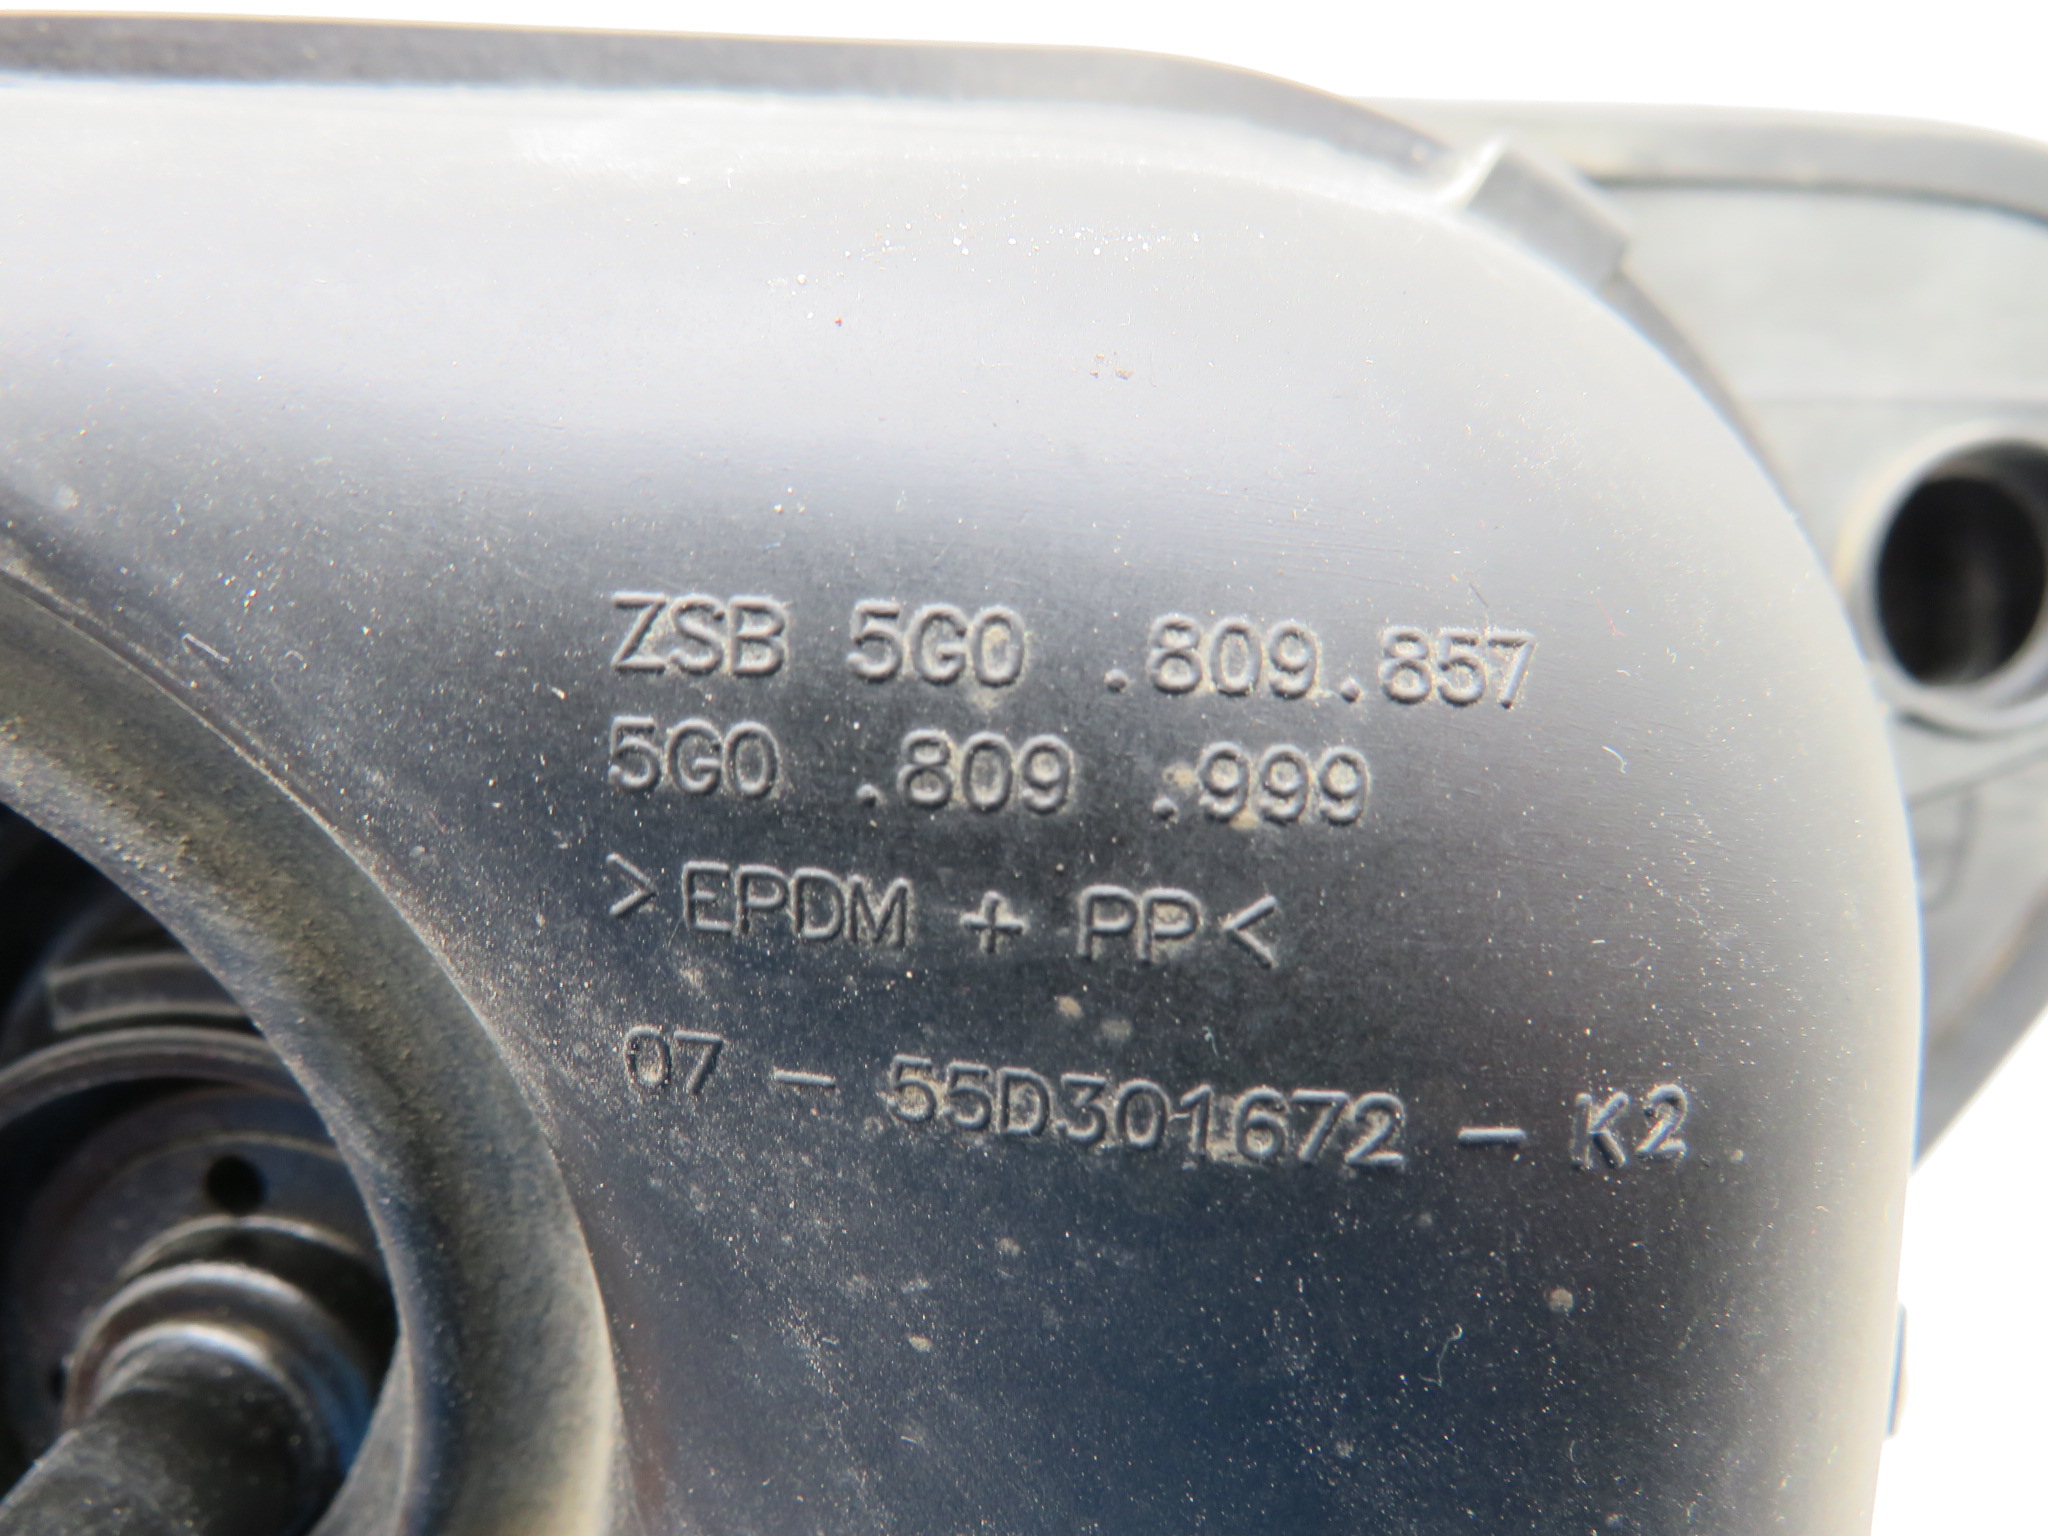 ZSB 5G0 .809.857
5G0 .809 .999
>EPDM + PP<
07 - 55D301672 - K2